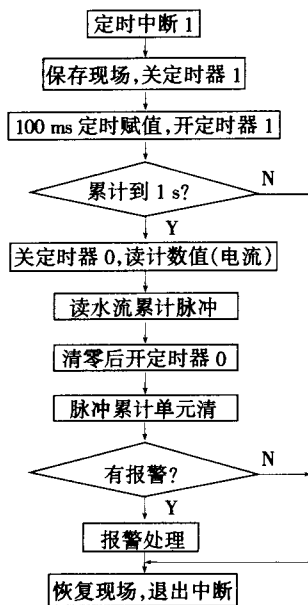 定时中断 1
保存现场,关定时器 1
100 ms 定时赋值,开定时器 1
累计到 1 s?
N
Y
关定时器 0,读计数值(电流)
读水流累计脉冲
清零后开定时器 0
脉冲累计单元清
有报警?
N
Y
报警处理
恢复现场,退出中断